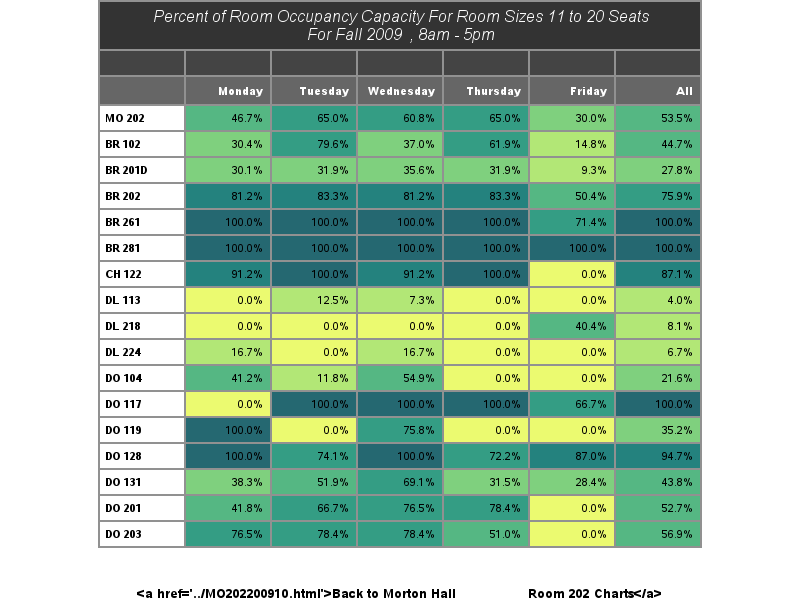 Percent of Room Occupancy Capacity For Room Sizes 11 to 20 Seats
For Fall 2009 , 8am - 5pm
Monday Tuesday Wednesday Thursday Friday All
MO 202 46.7% 65.0% 60.8% 65.0% 30.0% 53.5%
BR 102 30.4% 79.6% 37.0% 61.9% 14.8% 44.7%
BR 201D 30.1% 31.9% 35.6% 31.9% 9.3% 27.8%
BR 202 81.2% 83.3% 81.2% 83.3% 50.4% 75.9%
BR 261 100.0% 100.0% 100.0% 100.0% 71.4% 100.0%
BR 281 100.0% 100.0% 100.0% 100.0% 100.0% 100.0%
CH 122 91.2% 100.0% 91.2% 100.0% 0.0% 87.1%
DL 113 0.0% 12.5% 7.3% 0.0% 0.0% 4.0%
DL 218 0.0% 0.0% 0.0% 0.0% 40.4% 8.1%
DL 224 16.7% 0.0% 16.7% 0.0% 0.0% 6.7%
DO 104 41.2% 11.8% 54.9% 0.0% 0.0% 21.6%
DO 117 0.0% 100.0% 100.0% 100.0% 66.7% 100.0%
DO 119 100.0% 0.0% 75.8% 0.0% 0.0% 35.2%
DO 128 100.0% 74.1% 100.0% 72.2% 87.0% 94.7%
DO 131 38.3% 51.9% 69.1% 31.5% 28.4% 43.8%
DO 201 41.8% 66.7% 76.5% 78.4% 0.0% 52.7%
DO 203 76.5% 78.4% 78.4% 51.0% 0.0% 56.9%
<a href='../MO202200910.html'>Back to Morton Hall Room 202 Charts</a>